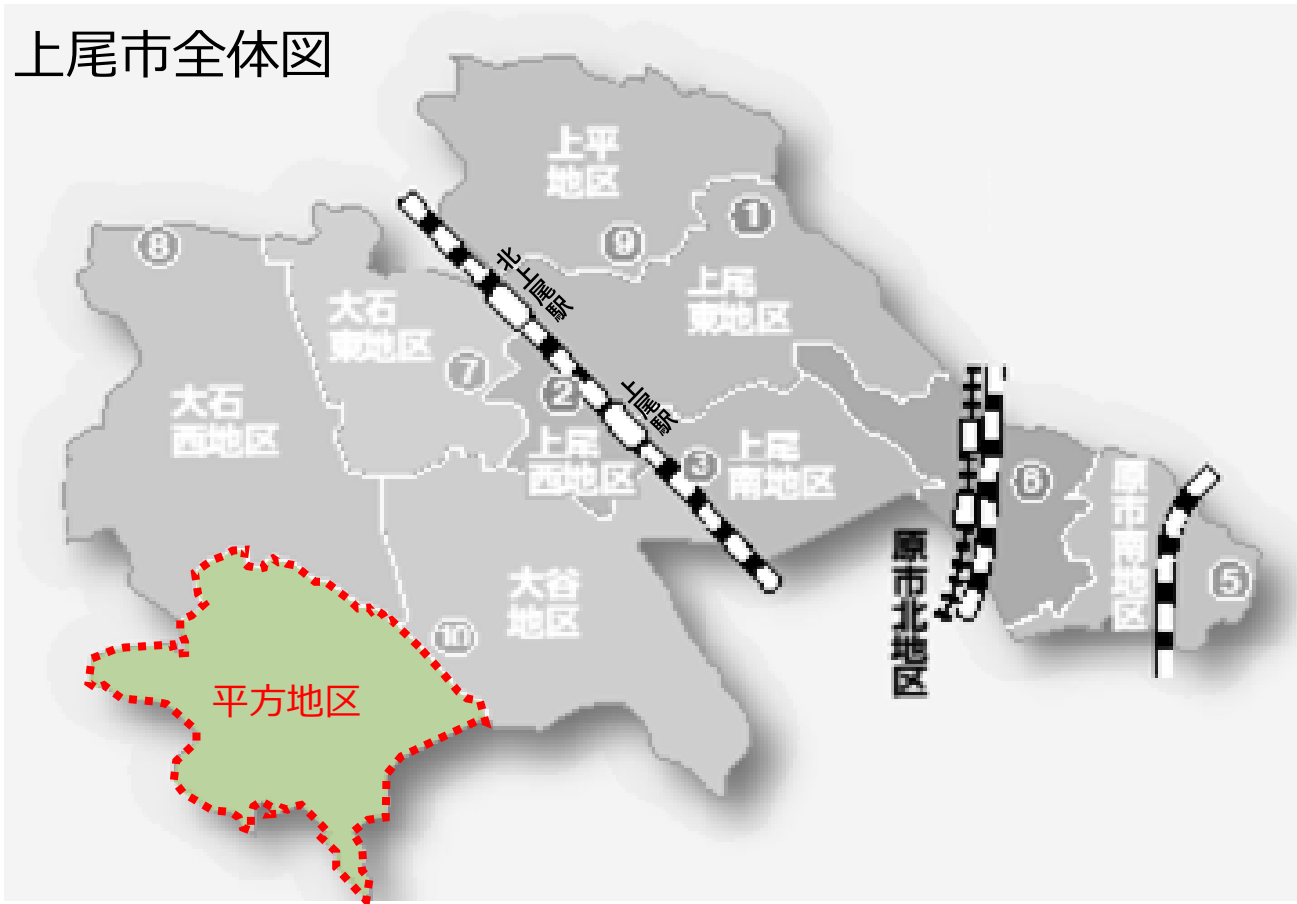 上尾市全体図
上平
地区
①
⑨
⑧
北上尾駅
上尾
東地区
大石
東地区
⑦
②
上尾駅
大石
西地区
上尾
西地区
③
上尾
南地区
⑥
原市南地区
⑤
原市北地区
大谷
地区
⑩
平方地区